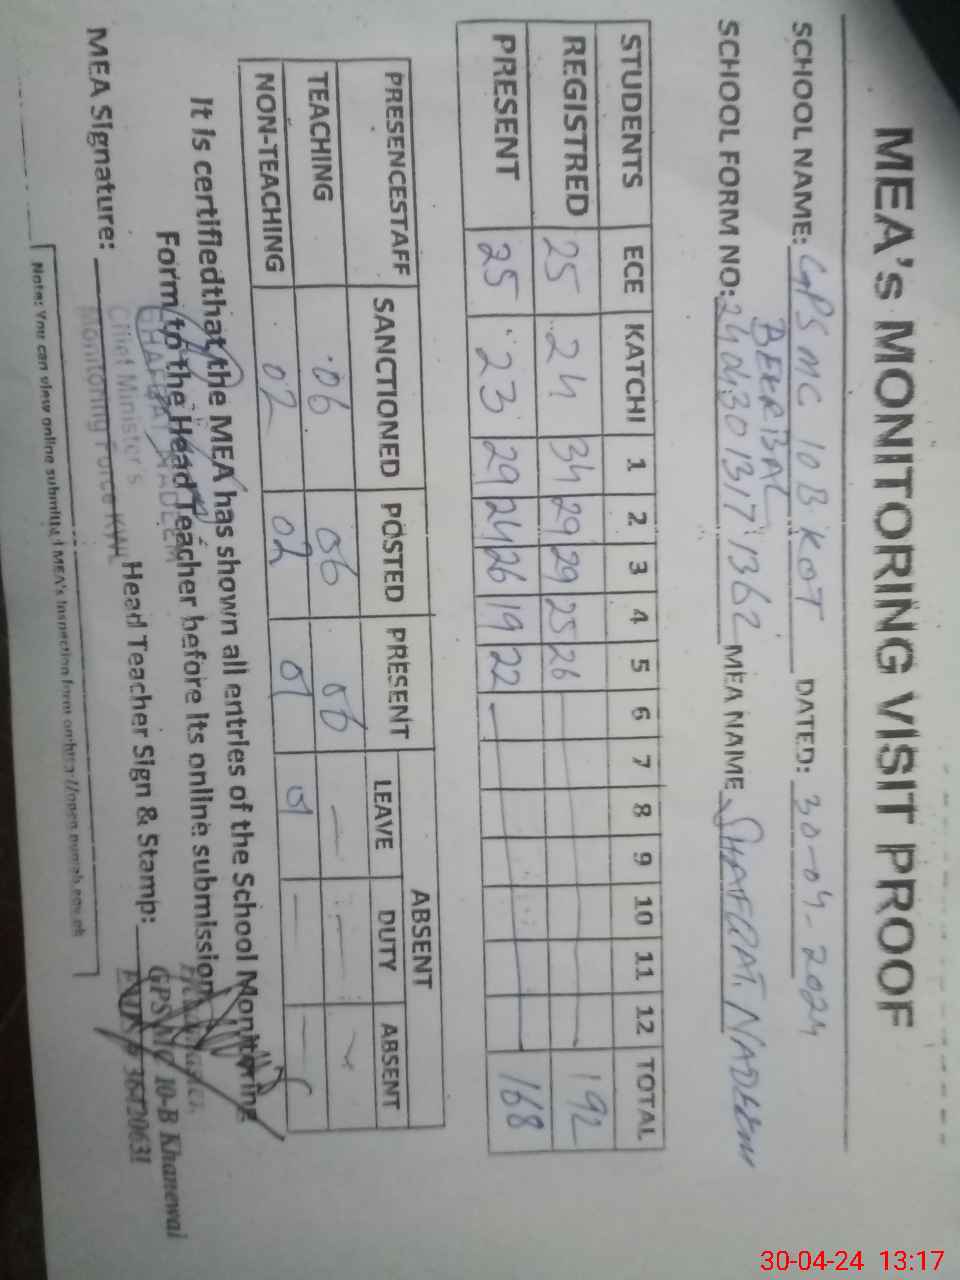 MEA's MONITORING VISIT PROOF
SCHOOL NAME: GPS MC 10 B KOT DATED: 30-04-2024
BEERBAL
SCHOOL FORM NO: MEA NAME SHAFQAT NADEEM
STUDENTS ECE KATCHI 1 2 3 4 5 6 7 8 9 10 11 12 TOTAL
REGISTRED 25 24 34 29 29 25 26 192
PRESENT 25 23 29 24 26 19 22 168
PRESENCESTAFF SANCTIONED POSTED PRESENT ABSENT
LEAVE DUTY ABSENT
TEACHING 06 06 06 — — —
NON-TEACHING 02 02 01 01 — —
It is certifiedthat the MEA has shown all entries of the School Monitoring
Form to the Head Teacher before its online submission
SHAFQAT NADEEM
Chief Minister's
Monitoring Force KWL
MEA Signature: Head Teacher Sign & Stamp:
GPS MC 10-B Khanewal
Note: You can view online submitted MEA's Inspection form on
30-04-24 13:17